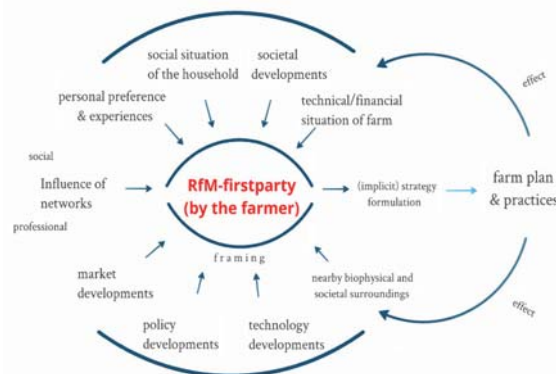 social situation
of the household
societal
developments
personal preference
& experiences
technical/financial
situation of farm
effect
social
Influence of
networks
professional
RfM-firstparty
(by the farmer)
(implicit) strategy
formulation
farm plan
& practices
framing
market
developments
nearby biophysical and
societal surroundings
policy
developments
technology
developments
effect